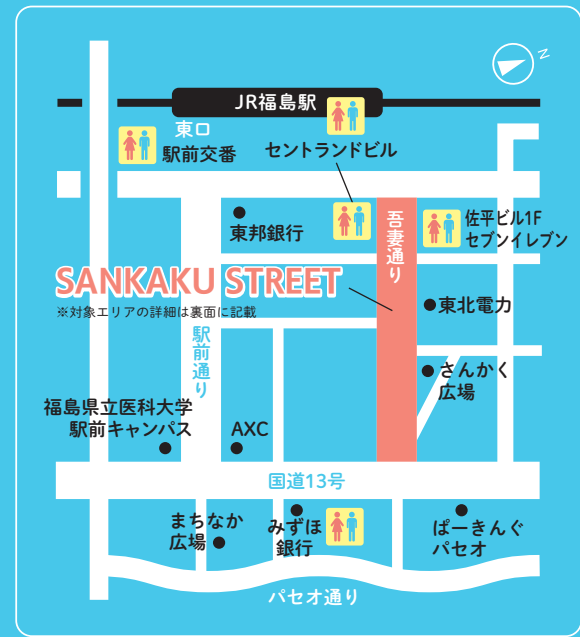 N
JR福島駅
東口
駅前交番
セントランドビル
東邦銀行
吾妻通り
佐平ビル1F
セブンイレブン
SANKAKU STREET
※対象エリアの詳細は裏面に記載
東北電力
駅前通り
さんかく
広場
福島県立医科大学
駅前キャンパス
AXC
国道13号
まちなか
広場
みずほ
銀行
ぱーきんぐ
パセオ
パセオ通り